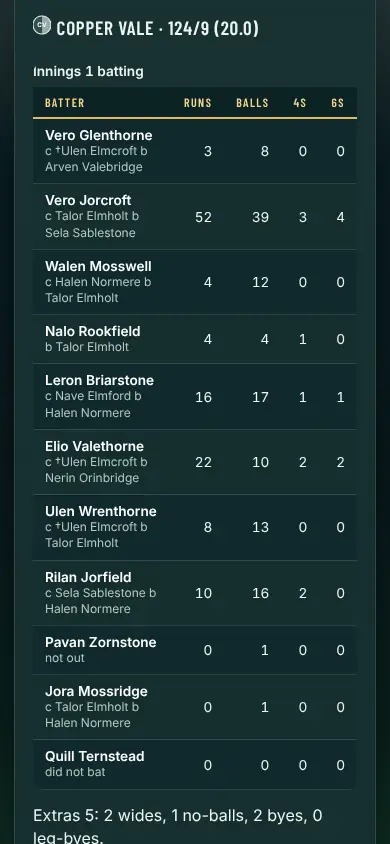 CV COPPER VALE · 124/9 (20.0)
Innings 1 batting
BATTER RUNS BALLS 4S 6S
Vero Glenthorne
c †Ulen Elmcroft b
Arven Valebridge
3 8 0 0
Vero Jorcroft
c Talor Elmholt b
Sela Sablestone
52 39 3 4
Walen Mosswell
c Halen Normere b
Talor Elmholt
4 12 0 0
Nalo Rookfield
b Talor Elmholt
4 4 1 0
Leron Briarstone
c Nave Elmford b
Halen Normere
16 17 1 1
Elio Valethorne
c †Ulen Elmcroft b
Nerin Orinbridge
22 10 2 2
Ulen Wrenthorne
c †Ulen Elmcroft b
Talor Elmholt
8 13 0 0
Rilan Jorfield
c Sela Sablestone b
Halen Normere
10 16 2 0
Pavan Zornstone
not out
0 1 0 0
Jora Mossridge
c Talor Elmholt b
Halen Normere
0 1 0 0
Quill Ternstead
did not bat
0 0 0 0
Extras 5: 2 wides, 1 no-balls, 2 byes, 0
leg-byes.